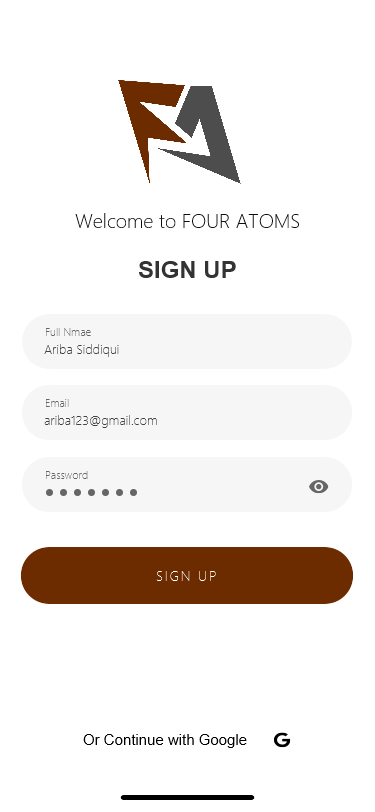 Welcome to FOUR ATOMS
SIGN UP
Full Nmae
Ariba Siddiqui
Email
ariba123@gmail.com
Password
SIGN UP
Or Continue with Google G